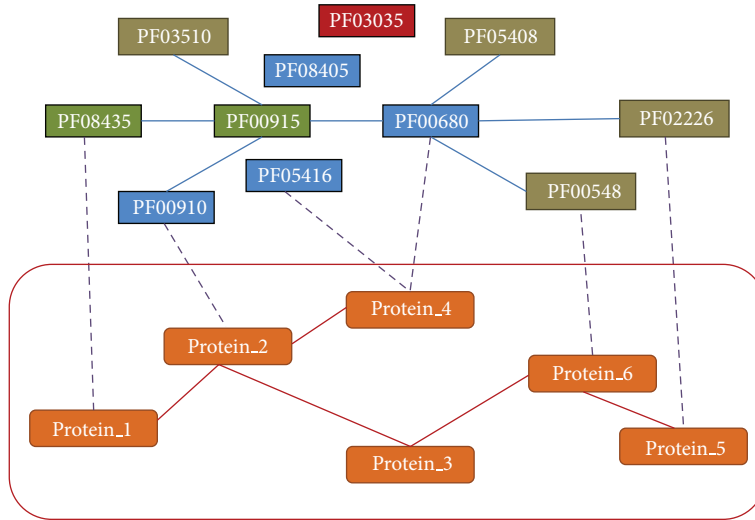 PF03035
PF03510
PF05408
PF08405
PF08435
PF00915
PF00680
PF02226
PF05416
PF00548
PF00910
Protein_4
Protein_2
Protein_6
Protein_1
Protein_5
Protein_3